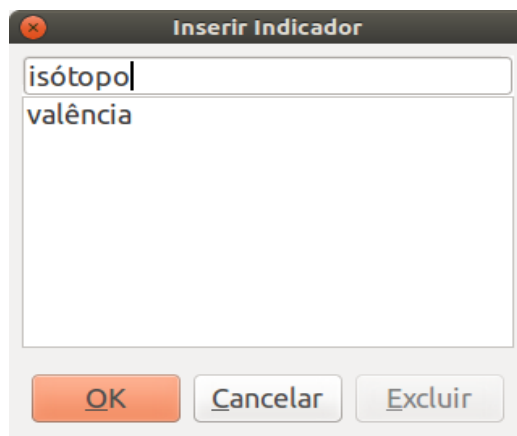 Inserir Indicador
isótopo
valência
OK
Cancelar
Excluir